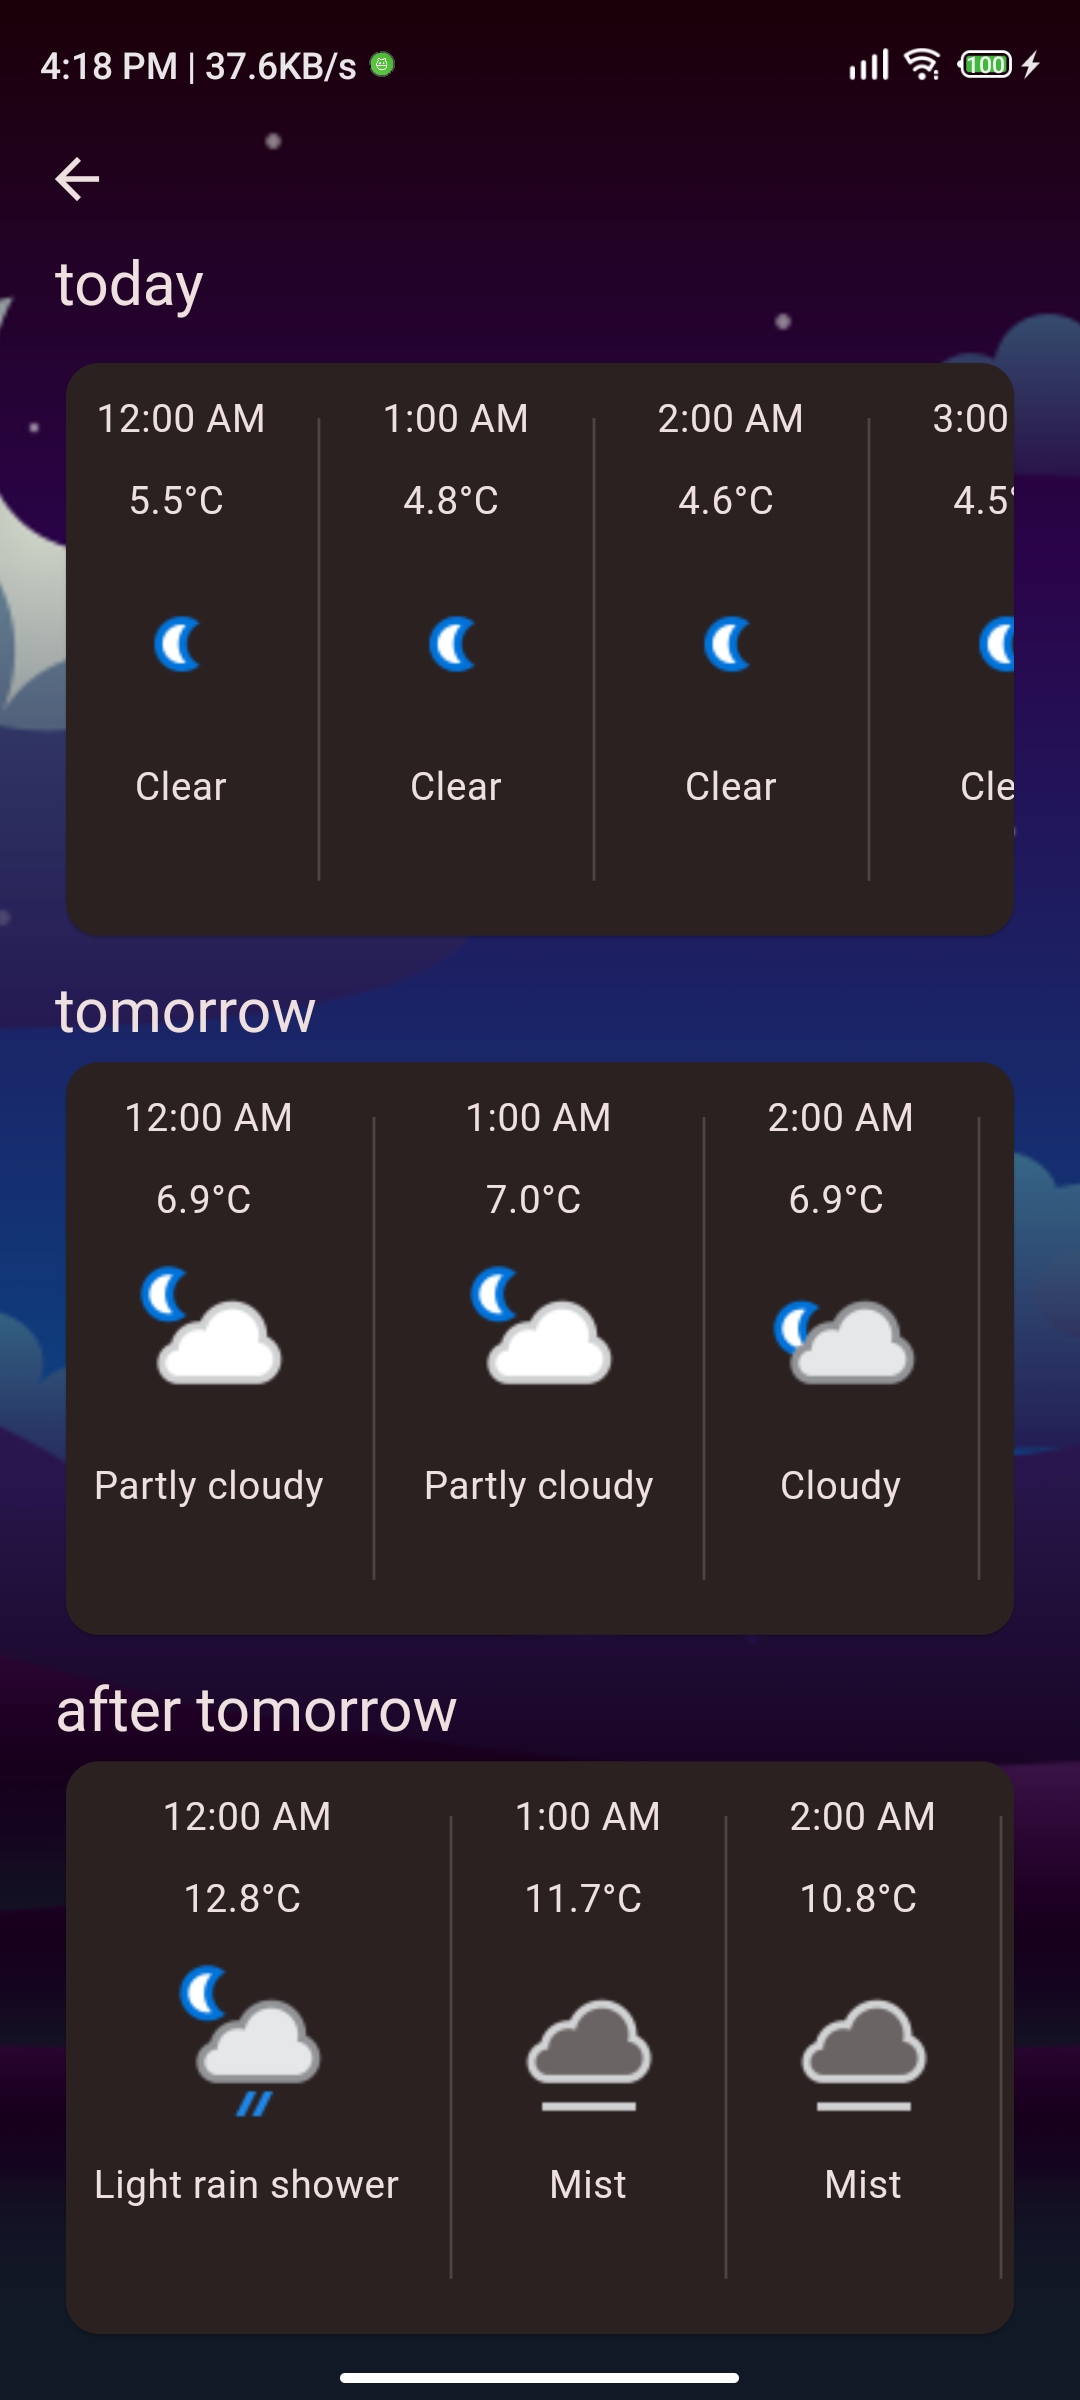 4:18 PM | 37.6KB/s 100
today
12:00 AM 1:00 AM 2:00 AM 3:00
5.5°C 4.8°C 4.6°C 4.5°
Clear Clear Clear Cle
tomorrow
12:00 AM 1:00 AM 2:00 AM
6.9°C 7.0°C 6.9°C
Partly cloudy Partly cloudy Cloudy
after tomorrow
12:00 AM 1:00 AM 2:00 AM
12.8°C 11.7°C 10.8°C
Light rain shower Mist Mist